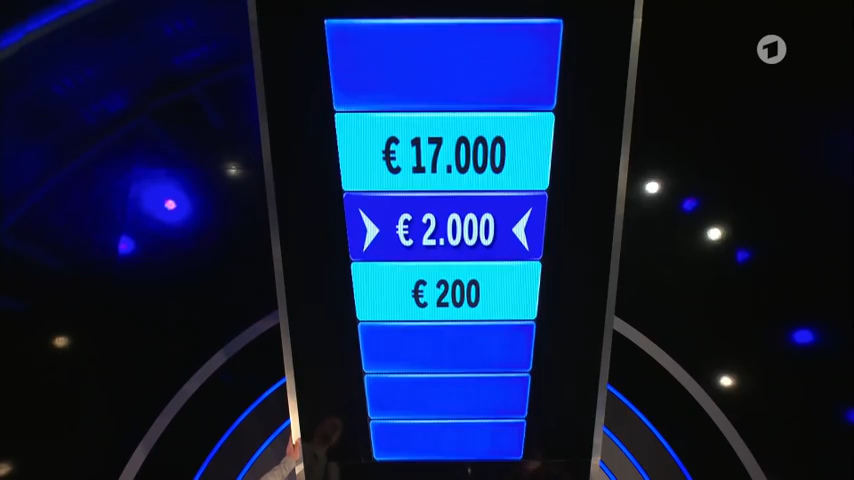 € 17.000
€ 2.000
€ 200